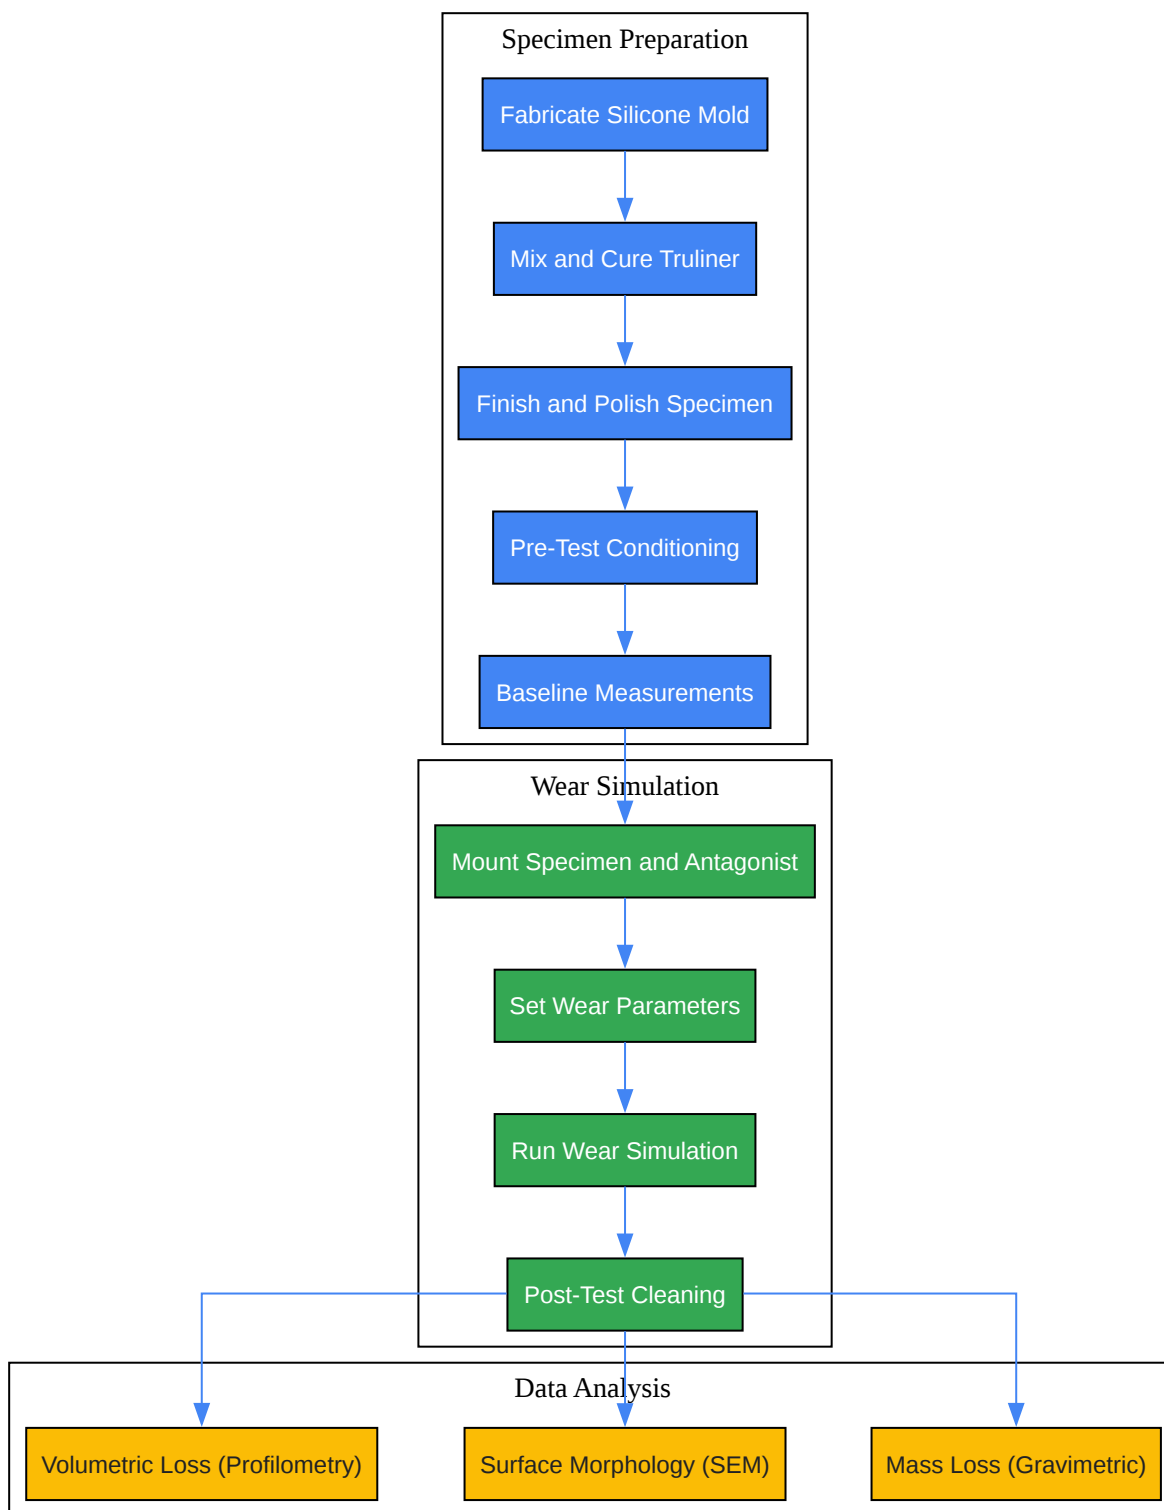 Specimen Preparation
Fabricate Silicone Mold
Mix and Cure Truliner
Finish and Polish Specimen
Pre-Test Conditioning
Baseline Measurements
Wear Simulation
Mount Specimen and Antagonist
Set Wear Parameters
Run Wear Simulation
Post-Test Cleaning
Data Analysis
Volumetric Loss (Profilometry)
Surface Morphology (SEM)
Mass Loss (Gravimetric)